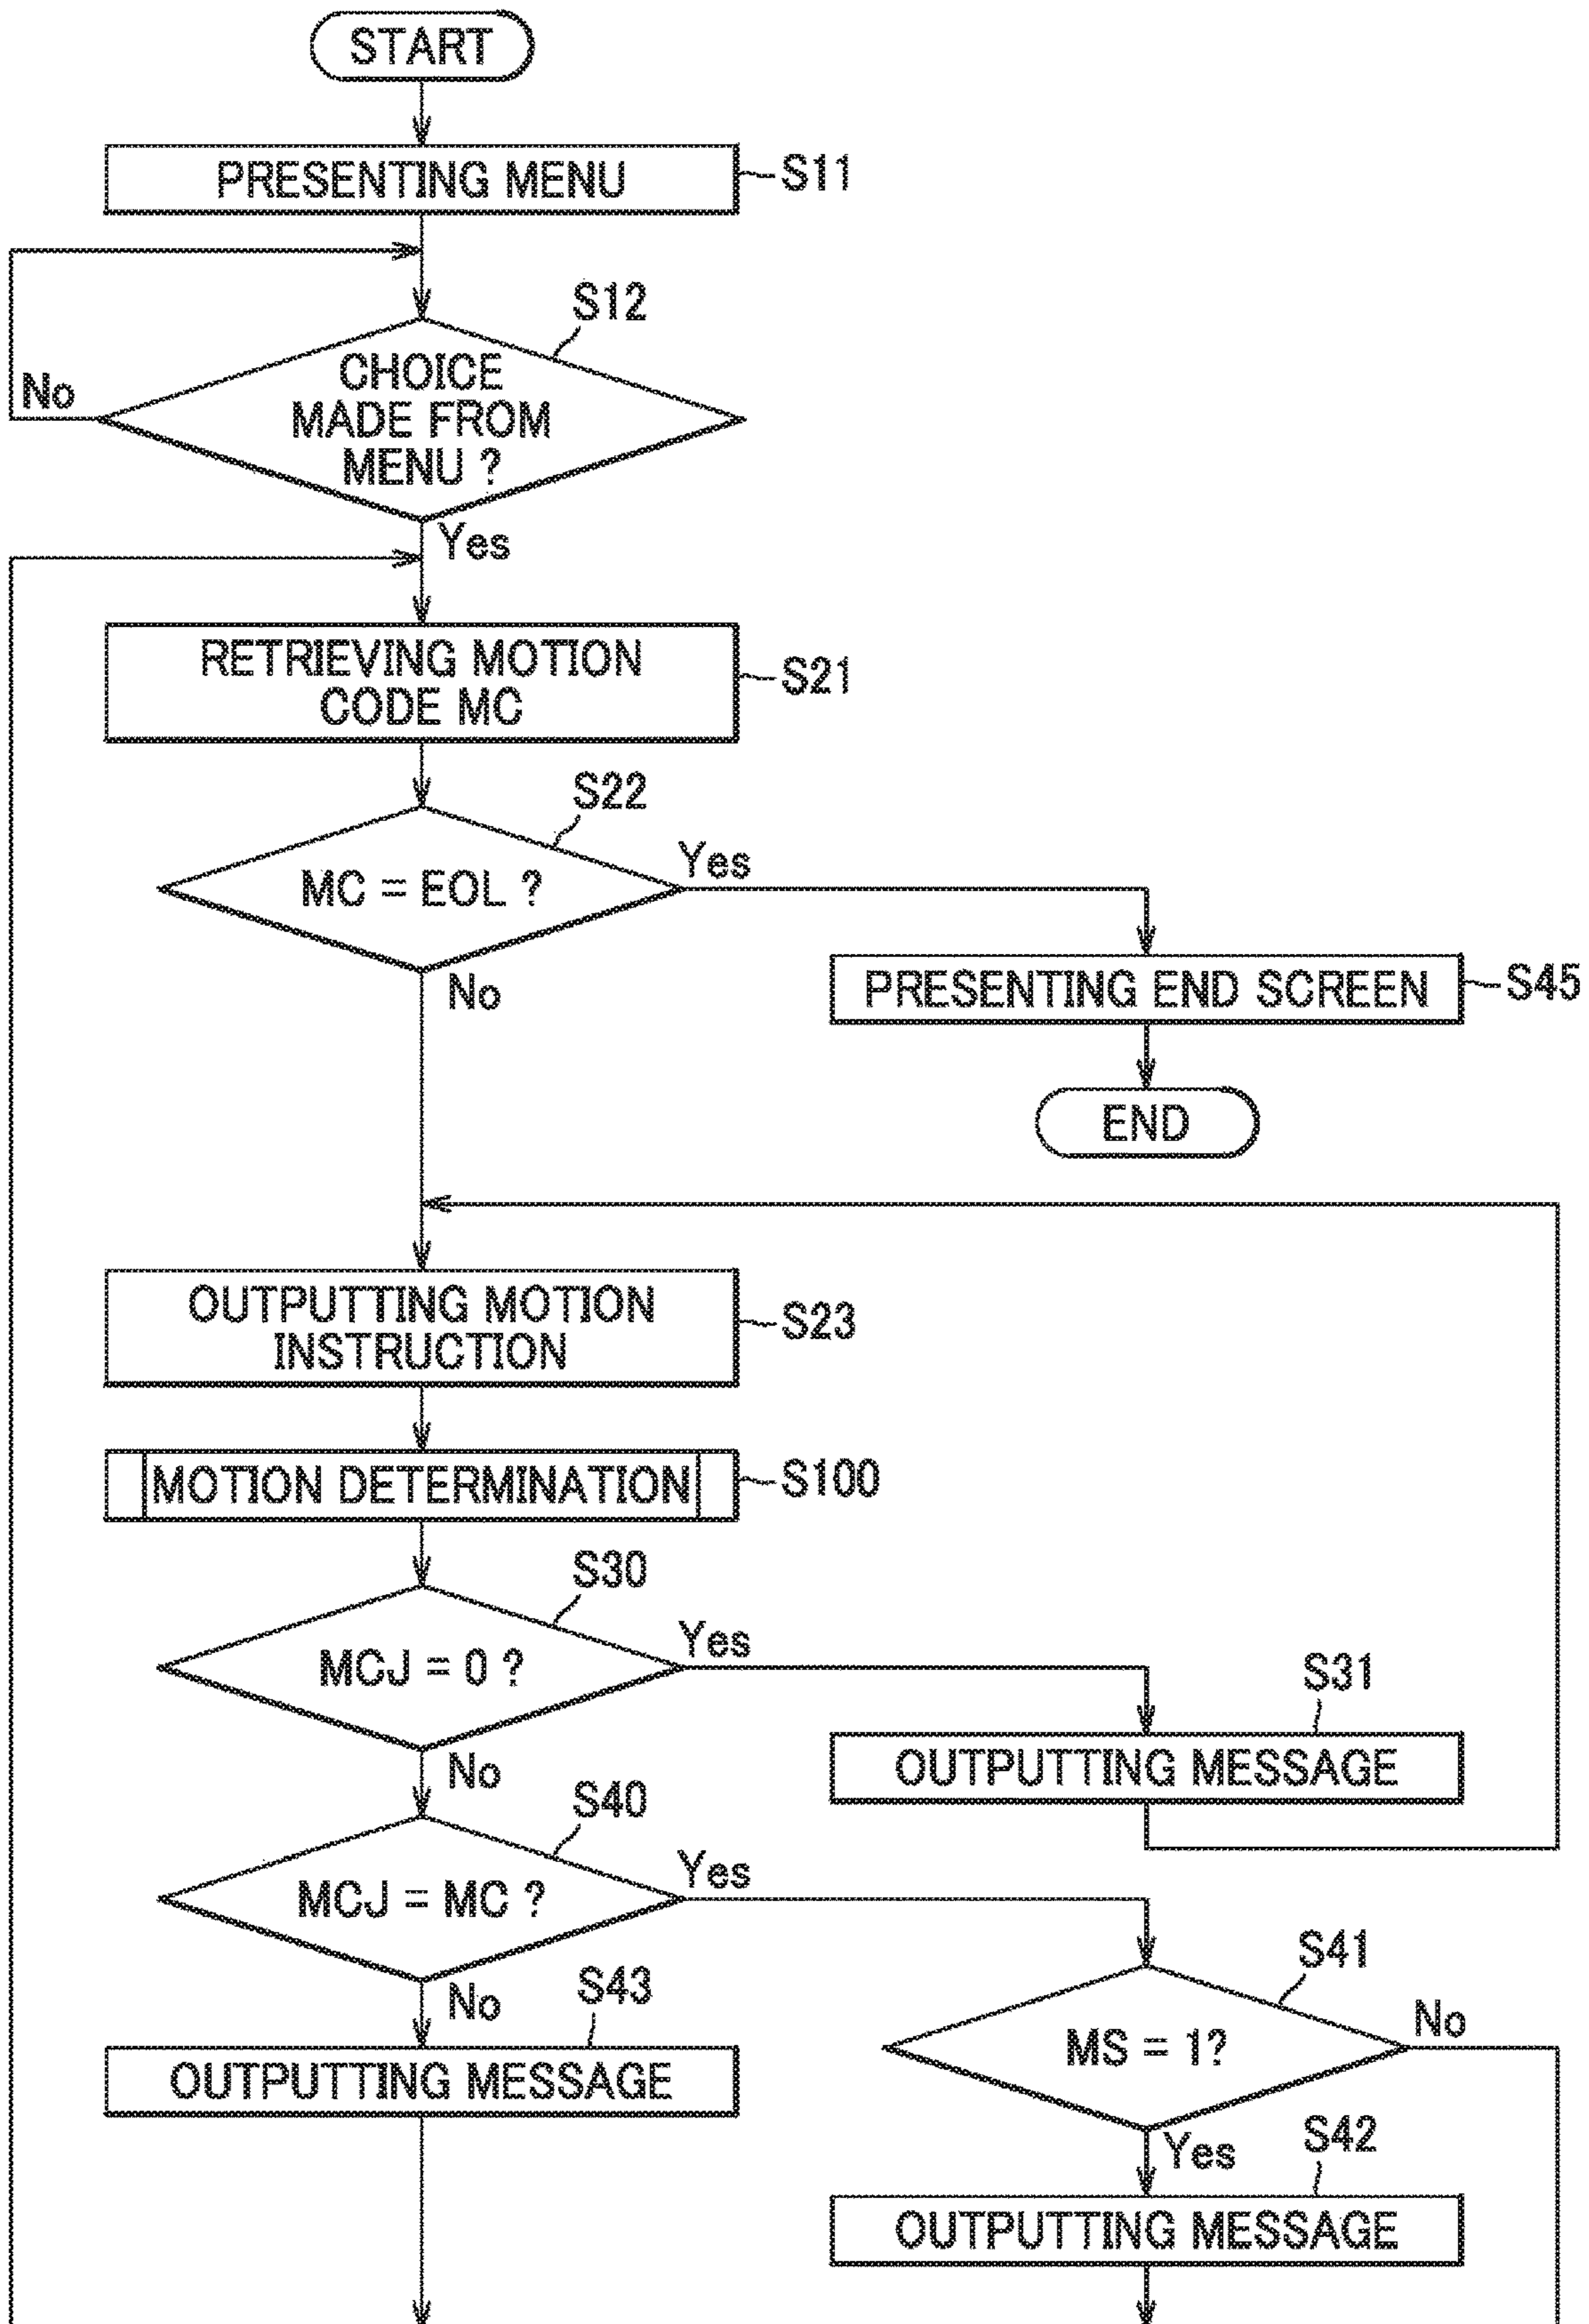 START
PRESENTING MENU
S11
S12
CHOICE
MADE FROM
MENU ?
No
Yes
RETRIEVING MOTION
CODE MC
S21
S22
MC = EOL ?
Yes
No
PRESENTING END SCREEN
S45
END
OUTPUTTING MOTION
INSTRUCTION
S23
MOTION DETERMINATION
S100
S30
MCJ = 0 ?
Yes
No
S31
OUTPUTTING MESSAGE
S40
MCJ = MC ?
Yes
No
S43
OUTPUTTING MESSAGE
S41
MS = 1?
No
Yes
S42
OUTPUTTING MESSAGE